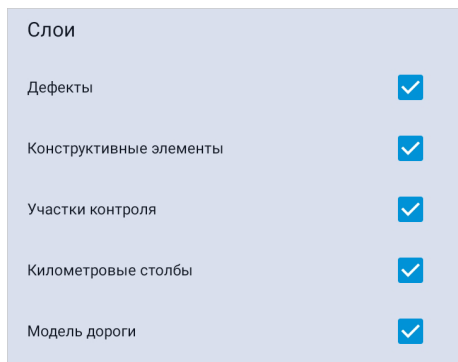 Слои
Дефекты
Конструктивные элементы
Участки контроля
Километровые столбы
Модель дороги